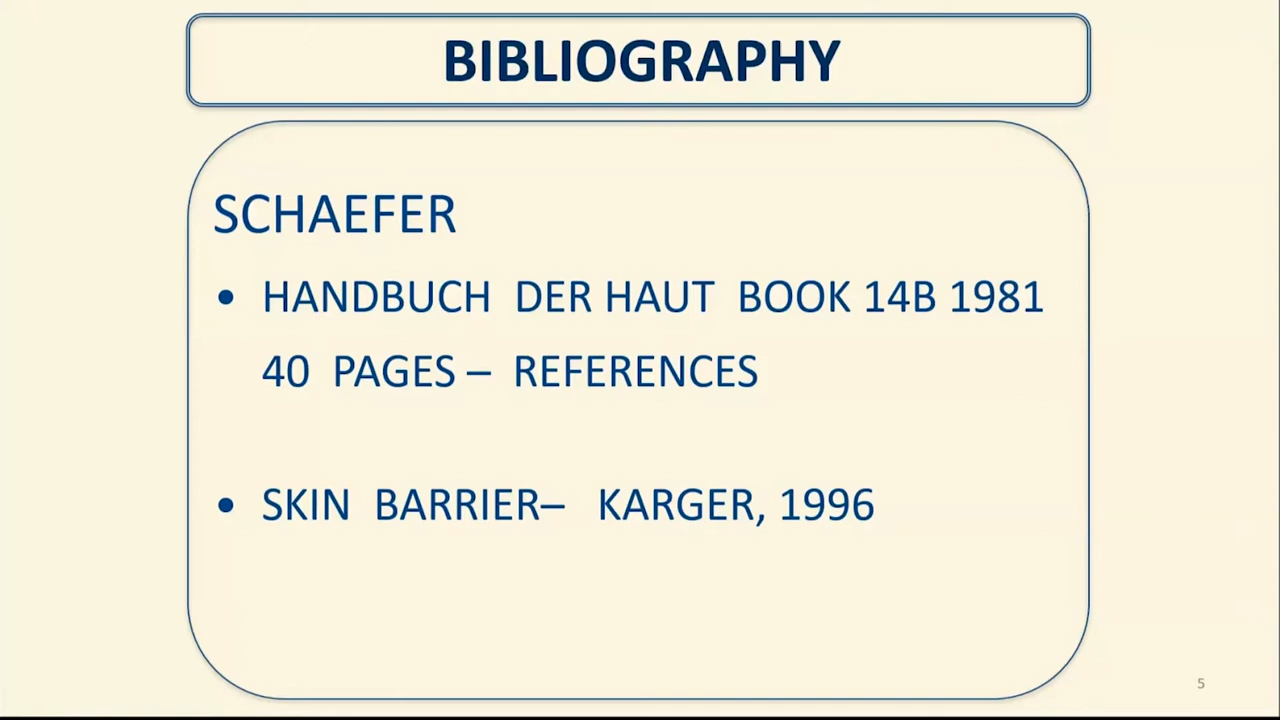 BIBLIOGRAPHY
SCHAEFER
• HANDBUCH DER HAUT BOOK 14B 1981
40 PAGES – REFERENCES
• SKIN BARRIER– KARGER, 1996
5